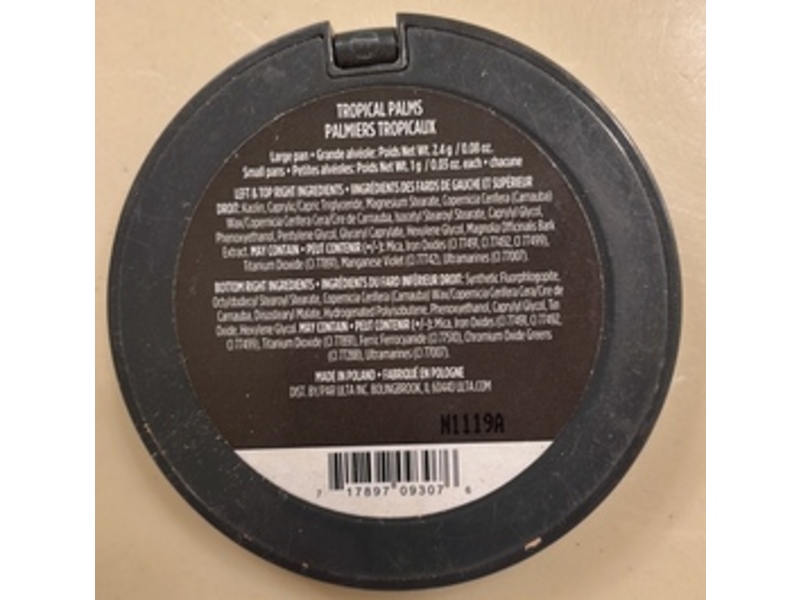 TROPICAL PALMS
PALMIERS TROPICAUX
Large pan • Grande alvéole: Poids Net Wt. 2.4 g / 0.08 oz.
Small pans • Petites alvéoles: Poids Net Wt. 1 g / 0.03 oz. each • chacune
LEFT & TOP RIGHT INGREDIENTS • INGRÉDIENTS DES FARDS DE GAUCHE ET SUPÉRIEUR
DROIT: Kaolin, Caprylic/Capric Triglyceride, Magnesium Stearate, Copernicia Cerifera (Carnauba)
Wax/Copernicia Cerifera Cera/Cire de Carnauba, Isocetyl Stearoyl Stearate, Caprylyl Glycol,
Phenoxyethanol, Pentylene Glycol, Glyceryl Caprylate, Hexylene Glycol, Magnolia Officinalis Bark
Extract. MAY CONTAIN • PEUT CONTENIR (+/-): Mica, Iron Oxides (CI 77491, CI 77492, CI 77499),
Titanium Dioxide (CI 77891), Manganese Violet (CI 77742), Ultramarines (CI 77007).
BOTTOM RIGHT INGREDIENTS • INGRÉDIENTS DU FARD INFÉRIEUR DROIT: Synthetic Fluorphlogopite,
Octyldodecyl Stearoyl Stearate, Copernicia Cerifera (Carnauba) Wax/Copernicia Cerifera Cera/Cire de
Carnauba, Diisostearyl Malate, Hydrogenated Polyisobutene, Phenoxyethanol, Caprylyl Glycol, Tin
Oxide, Hexylene Glycol. MAY CONTAIN • PEUT CONTENIR (+/-): Mica, Iron Oxides (CI 77491, CI 77492,
CI 77499), Titanium Dioxide (CI 77891), Ferric Ferrocyanide (CI 77510), Chromium Oxide Greens
(CI 77288), Ultramarines (CI 77007).
MADE IN POLAND • FABRIQUÉ EN POLOGNE
DIST. BY/PAR ULTA INC. BOLINGBROOK, IL 60440 ULTA.COM
N1119A
7 17897 09307 6